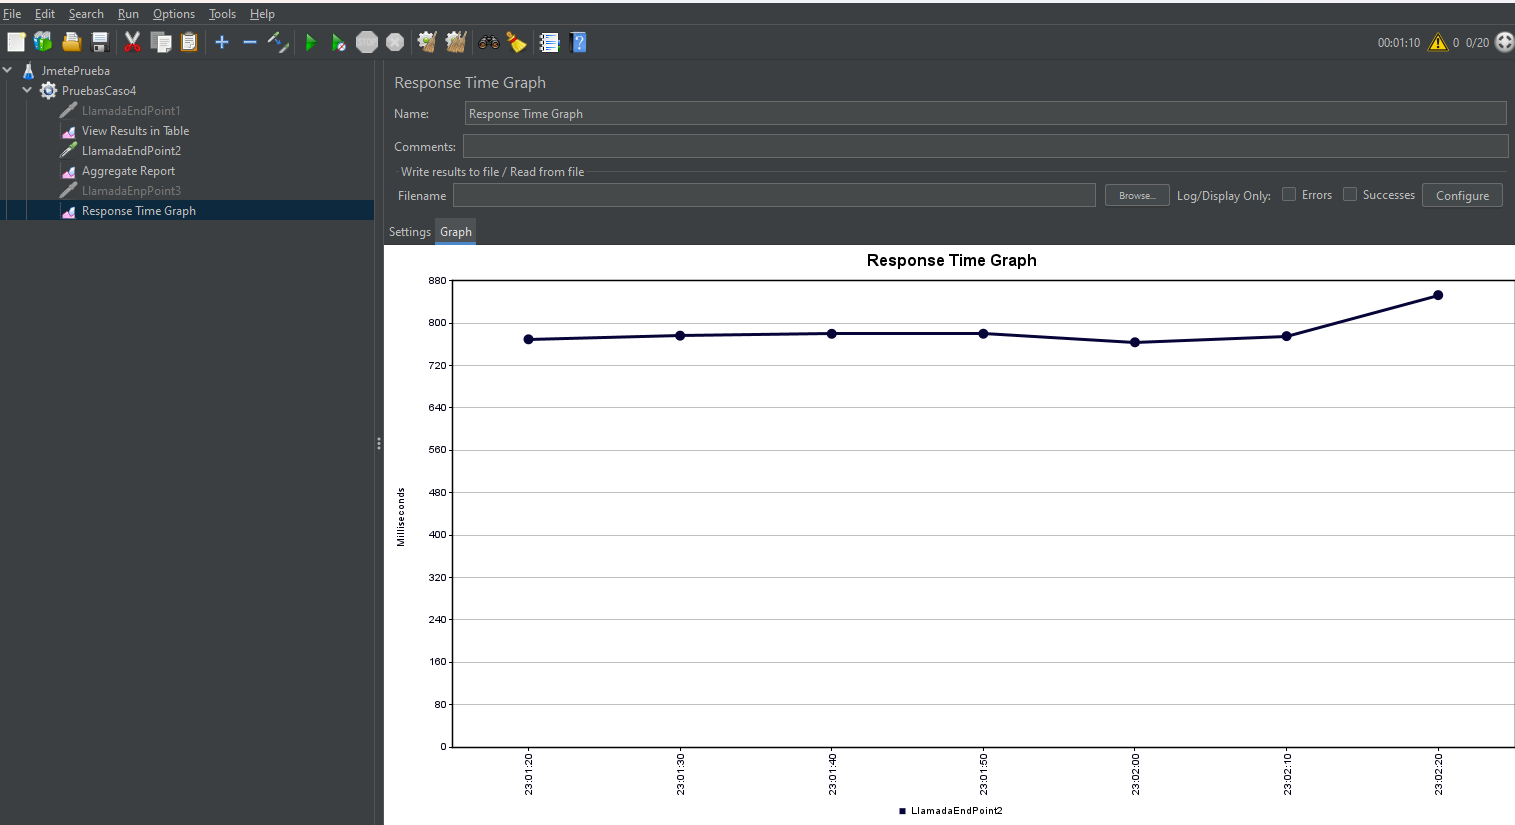 File Edit Search Run Options Tools Help
STOP
00:01:10 0 0/20
JmetePrueba
PruebasCaso4
LlamadaEndPoint1
View Results in Table
LlamadaEndPoint2
Aggregate Report
LlamadaEnpPoint3
Response Time Graph
Response Time Graph
Name: Response Time Graph
Comments:
Write results to file / Read from file
Filename Browse... Log/Display Only: Errors Successes Configure
Settings Graph
Response Time Graph
880
800
720
640
560
480
400
320
240
160
80
0
Milliseconds
23:01:20 23:01:30 23:01:40 23:01:50 23:02:00 23:02:10 23:02:20
LlamadaEndPoint2